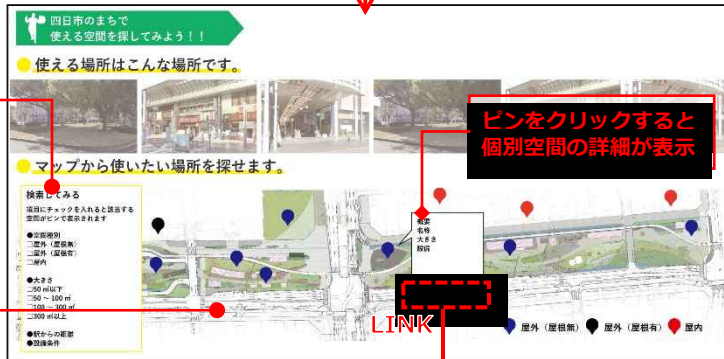 四日市のまちで
使える空間を探してみよう！！
使える場所はこんな場所です。
ピンをクリックすると
個別空間の詳細が表示
マップから使いたい場所を探せます。
検索してみる
項目にチェックを入れると該当する
空間がピンで表示されます
●空間種別
□屋外（屋根無）
□屋外（屋根有）
□屋内
●大きさ
□50㎡以下
□50～100㎡
□100～300㎡
□300㎡以上
●駅からの距離
●設備条件
概要
名称
大きさ
設備
LINK
屋外（屋根無）
屋外（屋根有）
屋内